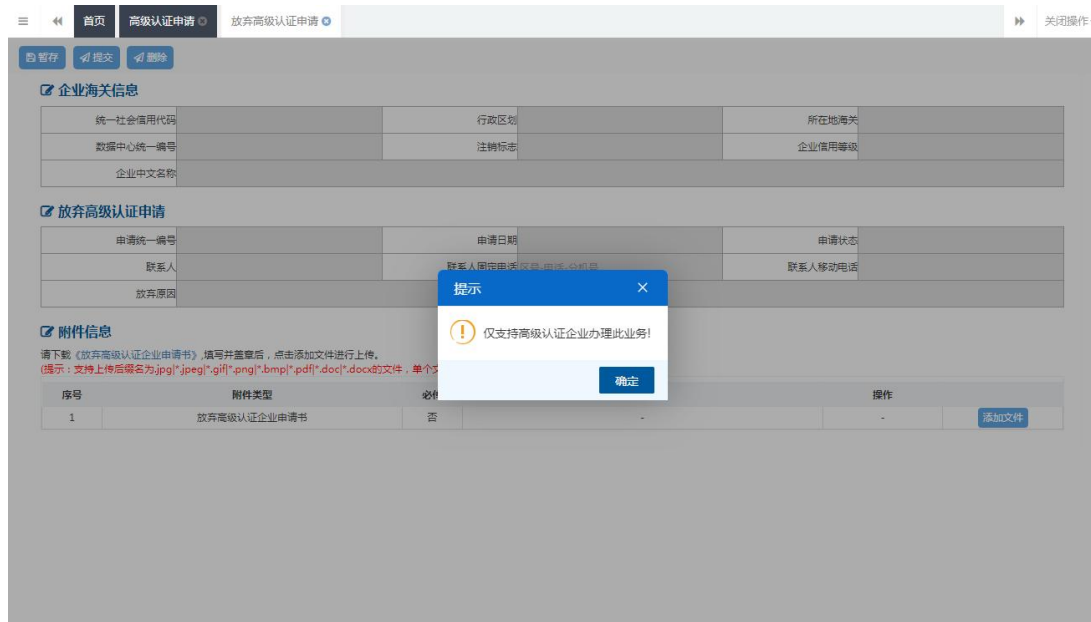 首页 高级认证申请 放弃高级认证申请 关闭操作
暂存 提交 删除
企业海关信息
统一社会信用代码 行政区划 所在地海关
数据中心统一编号 注销标志 企业信用等级
企业中文名称
放弃高级认证申请
申请统一编号 申请日期 申请状态
联系人 联系人固定电话 区号-电话-分机号 联系人移动电话
放弃原因
提示
仅支持高级认证企业办理此业务!
确定
附件信息
请下载《放弃高级认证企业申请书》,填写并盖章后，点击添加文件进行上传。
(提示：支持上传后缀名为.jpg|*.jpeg|*.gif|*.png|*.bmp|*.pdf|*.doc|*.docx的文件，单个文
序号 附件类型 必传 操作
1 放弃高级认证企业申请书 否 - - 添加文件